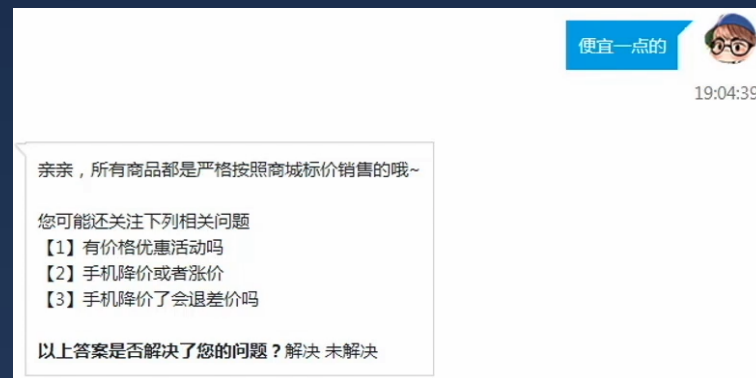 便宜一点的
19:04:39
亲亲，所有商品都是严格按照商城标价销售的哦~
您可能还关注下列相关问题
【1】有价格优惠活动吗
【2】手机降价或者涨价
【3】手机降价了会退差价吗
以上答案是否解决了您的问题？解决 未解决